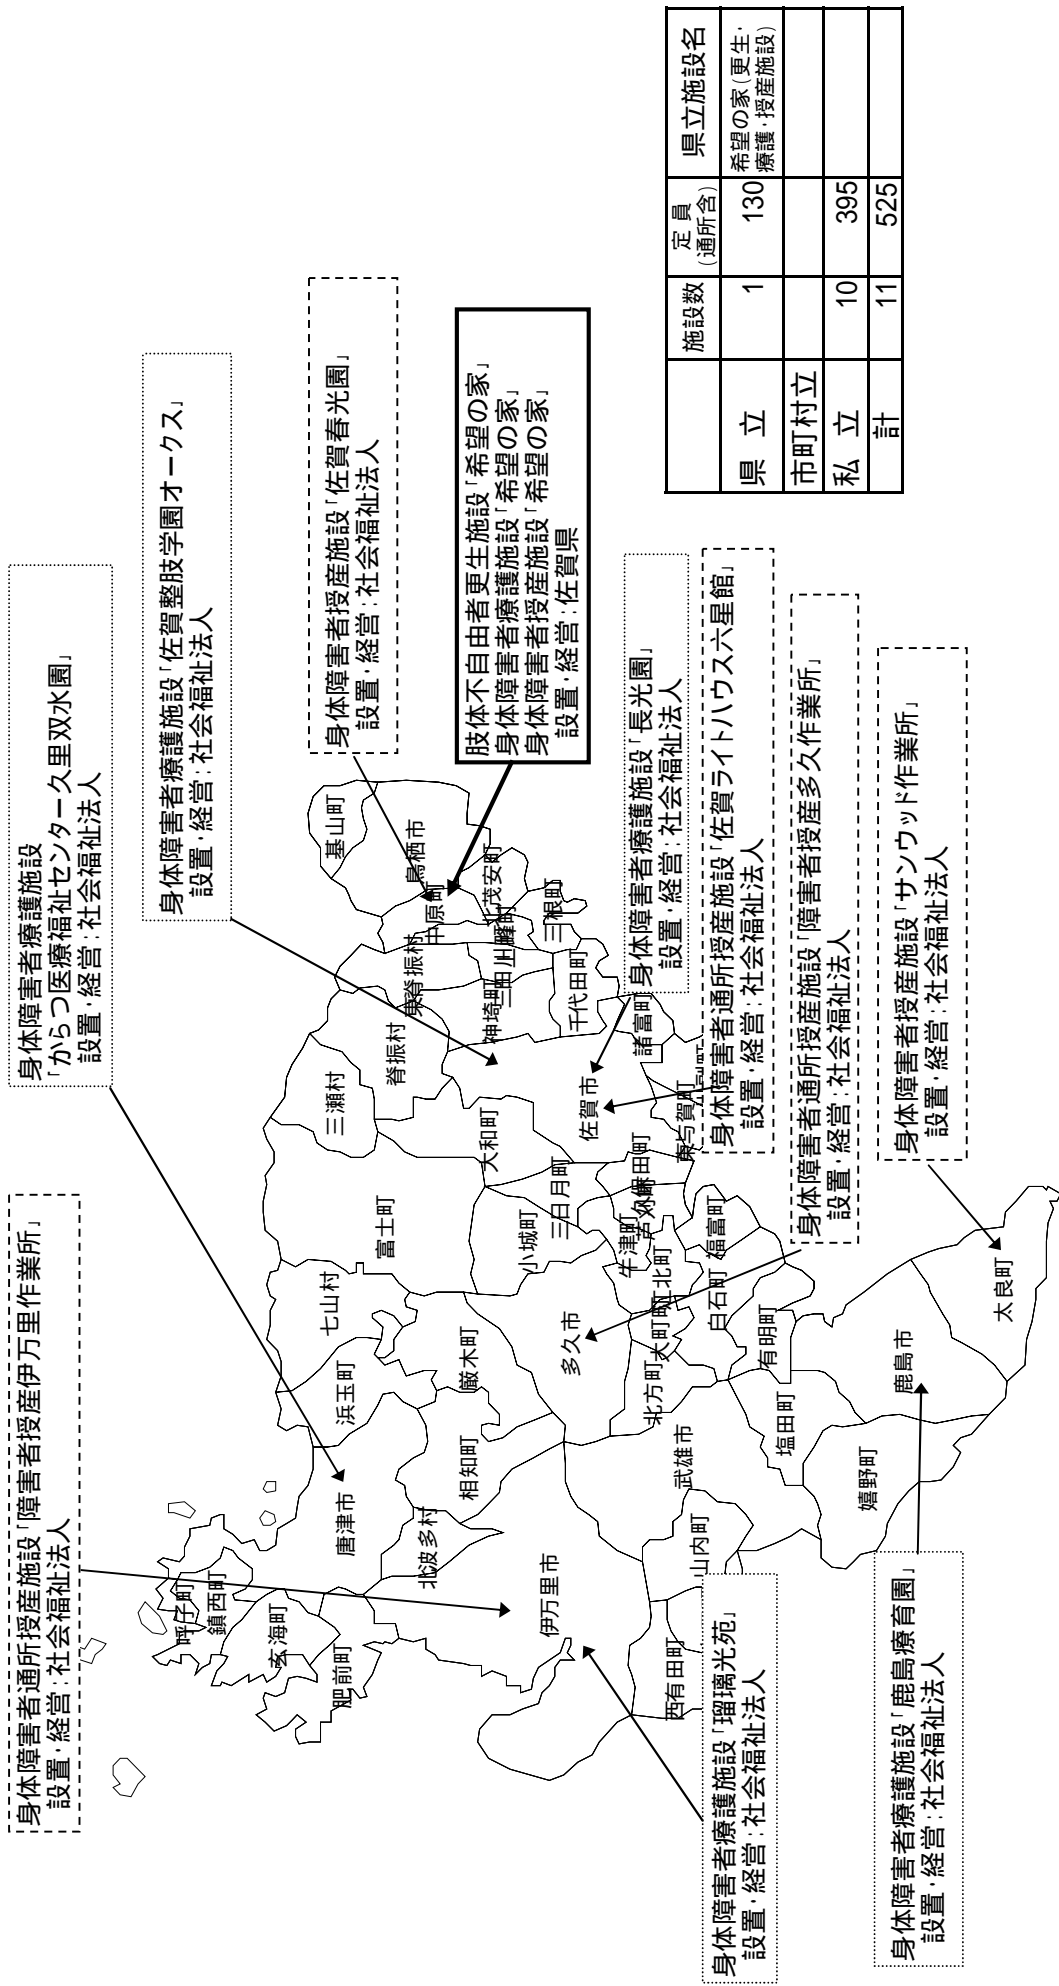 身体障害者通所授産施設「障害者授産伊万里作業所」
設置・経営：社会福祉法人
身体障害者療護施設
「からつ医療福祉センター久里双水園」
設置・経営：社会福祉法人
身体障害者療護施設「佐賀整肢学園オークス」
設置・経営：社会福祉法人
身体障害者授産施設「佐賀春光園」
設置・経営：社会福祉法人
肢体不自由者更生施設「希望の家」
身体障害者療護施設「希望の家」
身体障害者授産施設「希望の家」
設置・経営：佐賀県
身体障害者療護施設「長光園」
設置・経営：社会福祉法人
身体障害者通所授産施設「佐賀ライトハウス六星館」
設置・経営：社会福祉法人
身体障害者通所授産施設「障害者授産多久作業所」
設置・経営：社会福祉法人
身体障害者授産施設「サンウッド作業所」
設置・経営：社会福祉法人
身体障害者療護施設「瑠璃光苑」
設置・経営：社会福祉法人
身体障害者療護施設「鹿島療育園」
設置・経営：社会福祉法人
呼子町
鎮西町
玄海町
肥前町
唐津市
北波多村
相知町
浜玉町
七山村
厳木町
富士町
三瀬村
脊振村
東脊振村
基山町
鳥栖市
中原町
北茂安町
三根町
上峰町
三田川町
神埼町
千代田町
諸富町
大和町
佐賀市
東与賀町
三日月町
小城町
牛津町
芦刈町
久保田町
多久市
江北町
大町町
北方町
白石町
福富町
有明町
武雄市
山内町
伊万里市
西有田町
塩田町
嬉野町
鹿島市
太良町
施設数 定員（通所含） 県立施設名
県立 1 130 希望の家（更生・療護・授産施設）
市町村立
私立 10 395
計 11 525